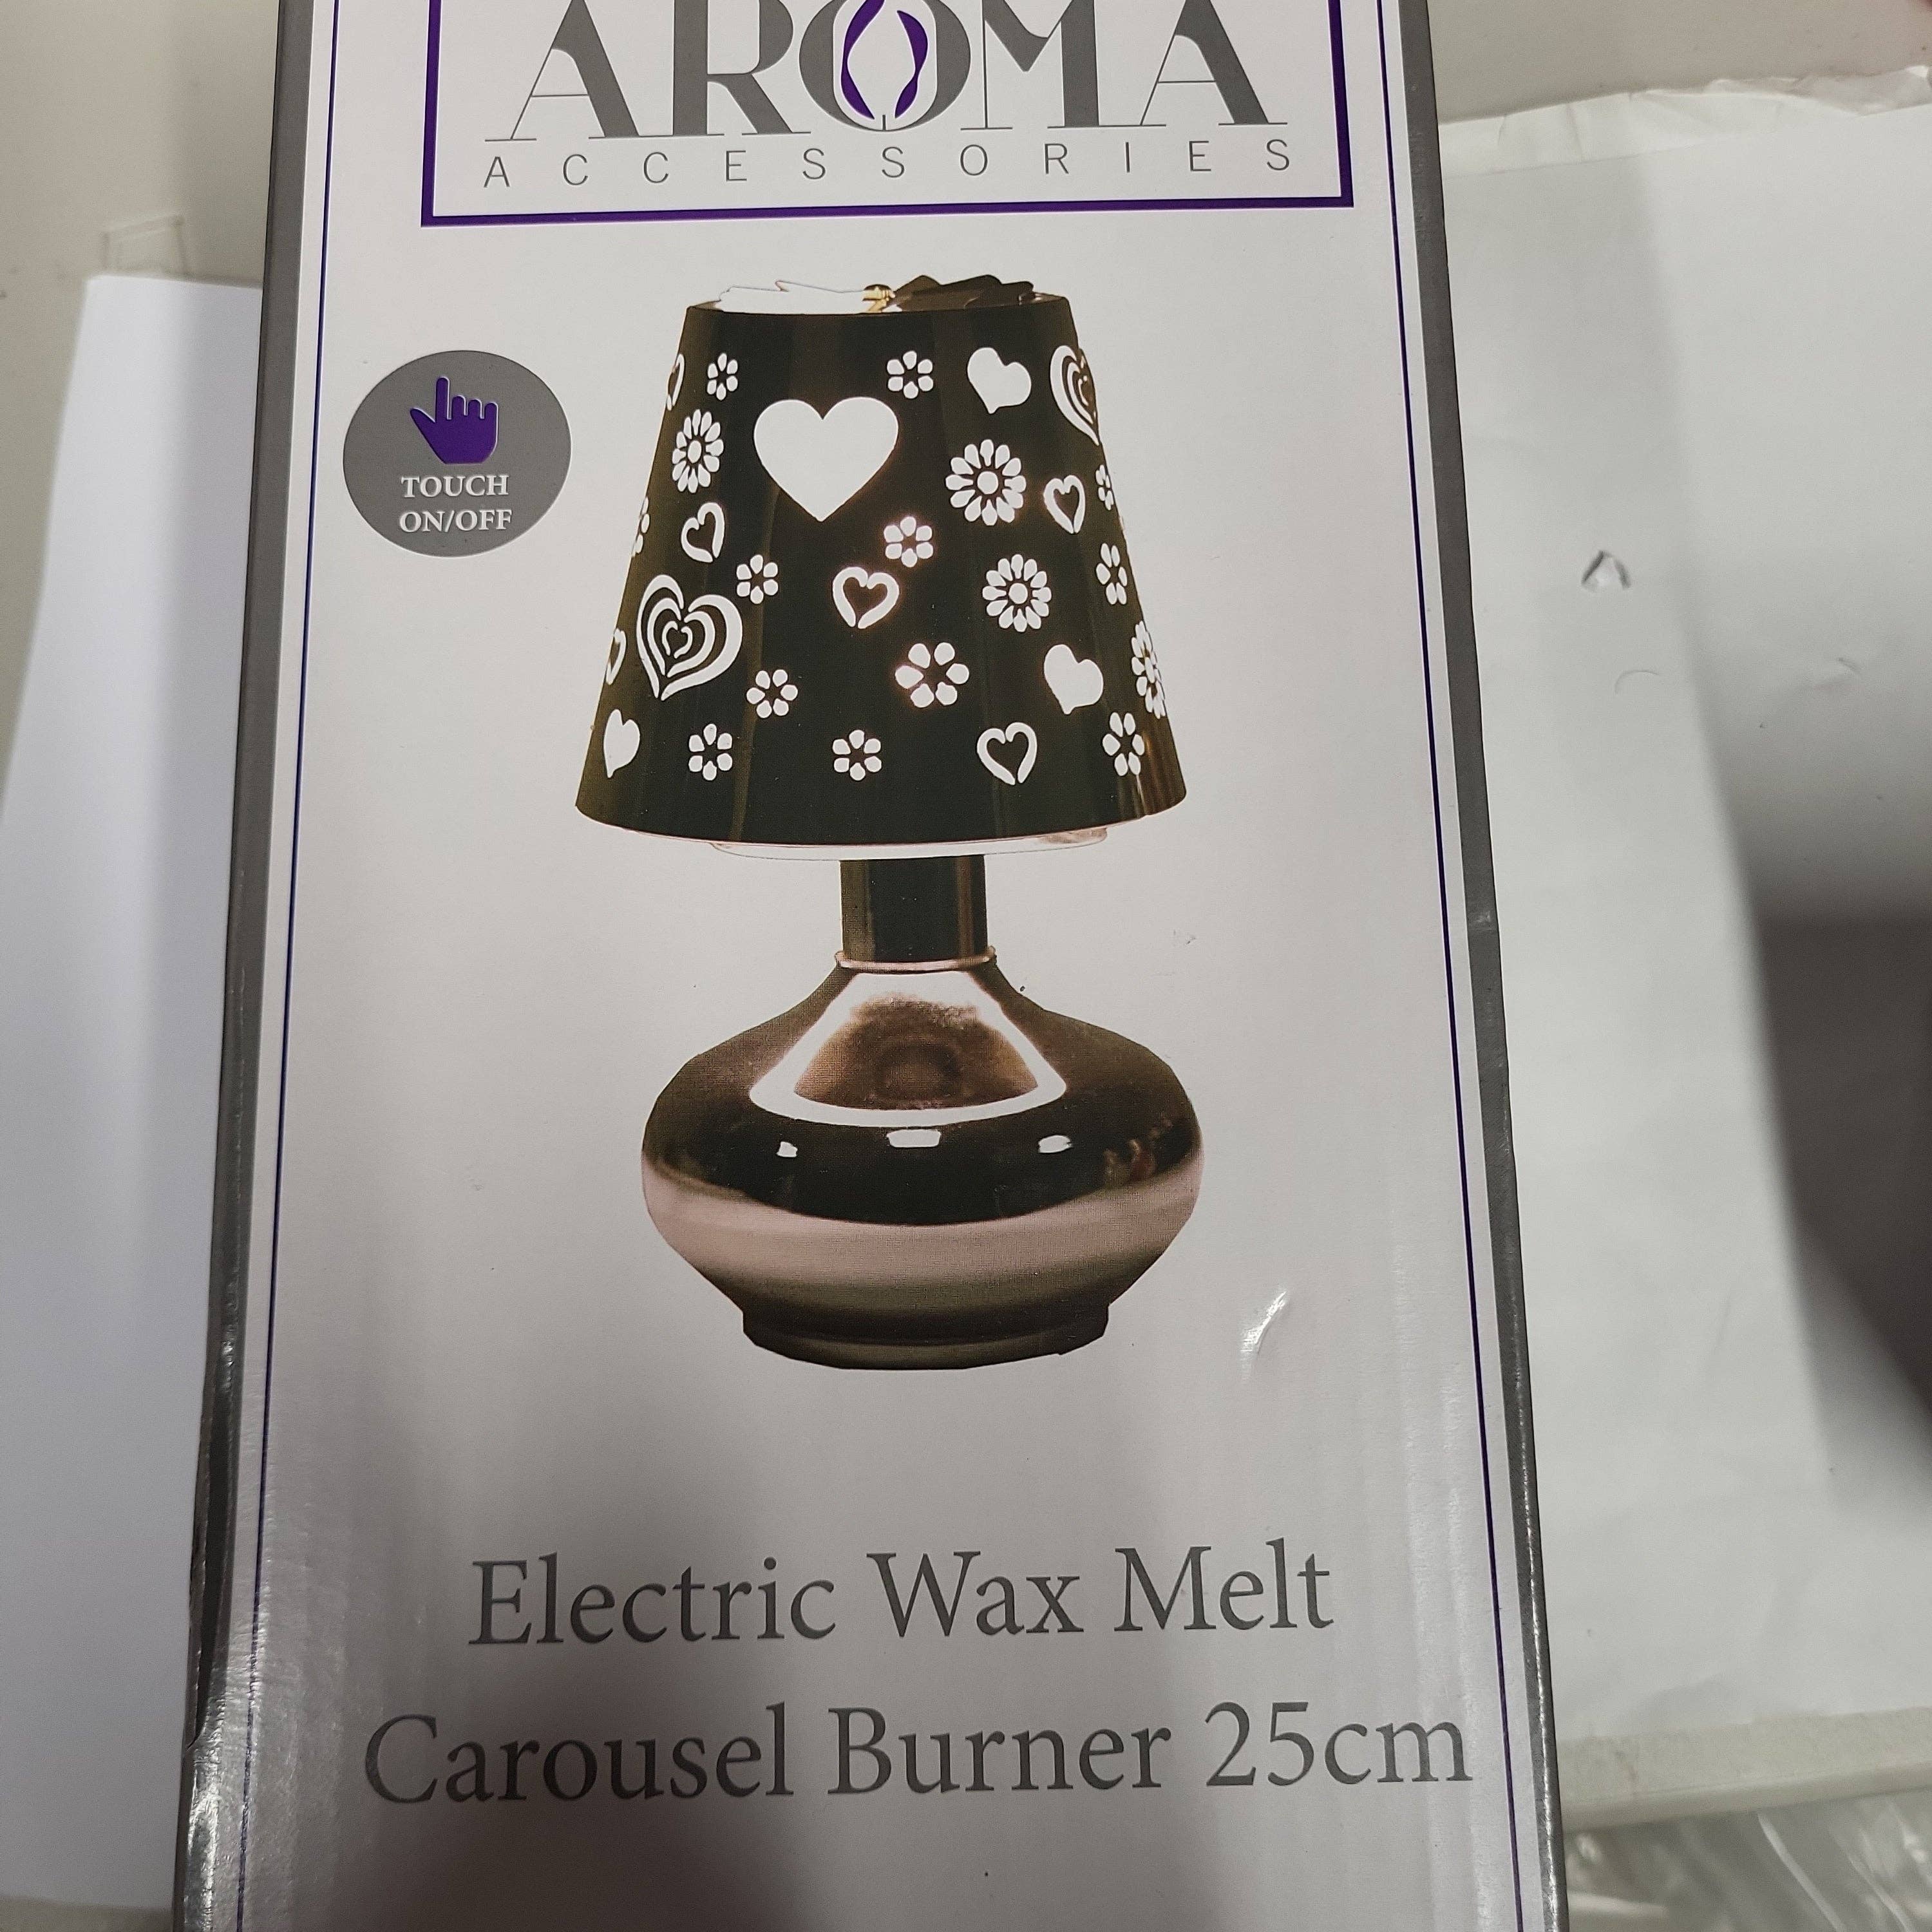 AROMA
ACCESSORIES
TOUCH
ON/OFF
Electric Wax Melt
Carousel Burner 25cm